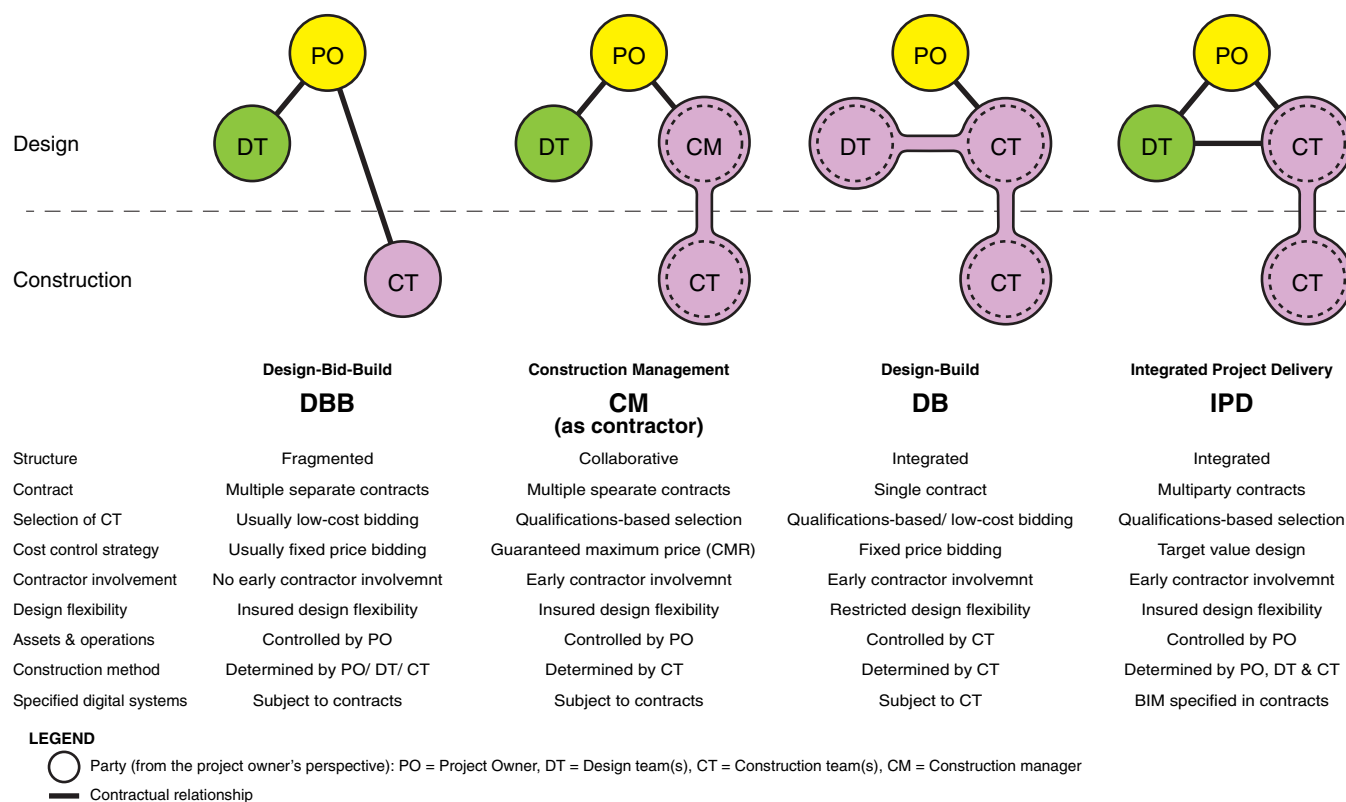 PO
PO
PO
PO
Design
DT
DT
CM
DT
CT
DT
CT
Construction
CT
CT
CT
CT
Design-Bid-Build
Construction Management
Design-Build
Integrated Project Delivery
DBB
CM
(as contractor)
DB
IPD
Structure
Fragmented
Collaborative
Integrated
Integrated
Contract
Multiple separate contracts
Multiple spearate contracts
Single contract
Multiparty contracts
Selection of CT
Usually low-cost bidding
Qualifications-based selection
Qualifications-based/ low-cost bidding
Qualifications-based selection
Cost control strategy
Usually fixed price bidding
Guaranteed maximum price (CMR)
Fixed price bidding
Target value design
Contractor involvement
No early contractor involvemnt
Early contractor involvemnt
Early contractor involvemnt
Early contractor involvemnt
Design flexibility
Insured design flexibility
Insured design flexibility
Restricted design flexibility
Insured design flexibility
Assets & operations
Controlled by PO
Controlled by PO
Controlled by CT
Controlled by PO
Construction method
Determined by PO/ DT/ CT
Determined by CT
Determined by CT
Determined by PO, DT & CT
Specified digital systems
Subject to contracts
Subject to contracts
Subject to CT
BIM specified in contracts
LEGEND
Party (from the project owner's perspective): PO = Project Owner, DT = Design team(s), CT = Construction team(s), CM = Construction manager
Contractual relationship